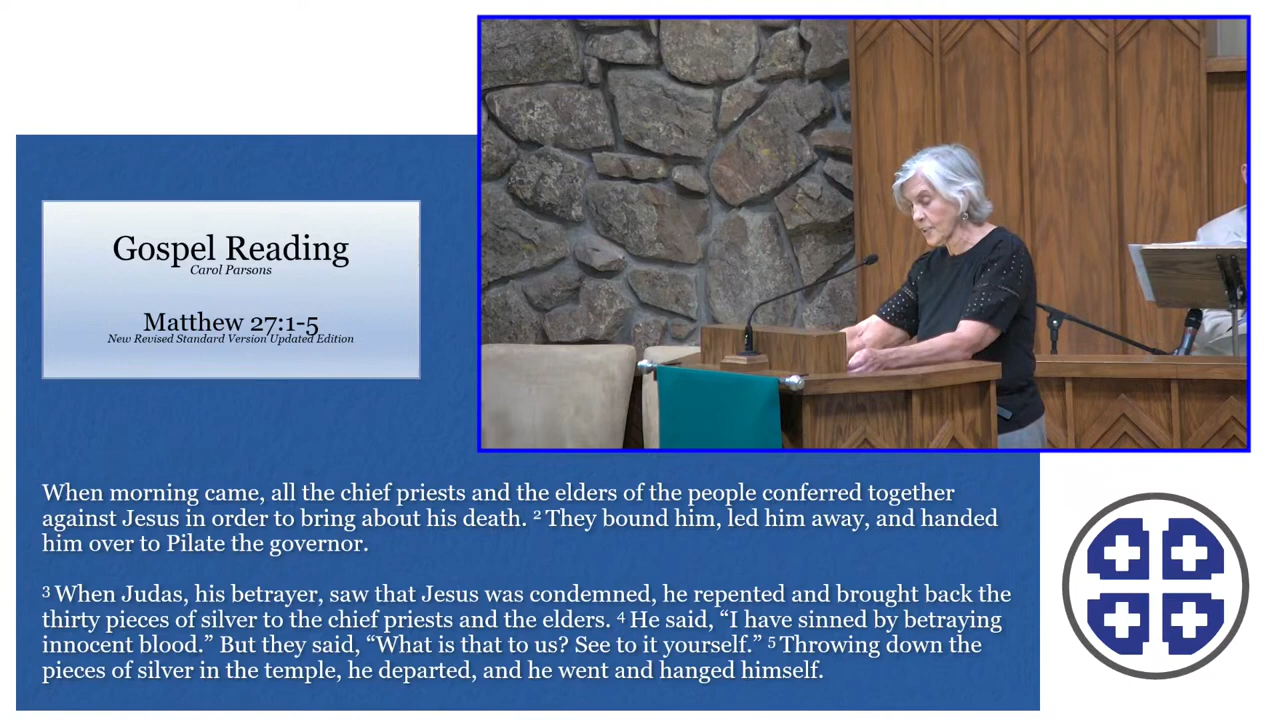 Gospel Reading
Carol Parsons
Matthew 27:1-5
New Revised Standard Version Updated Edition
When morning came, all the chief priests and the elders of the people conferred together
against Jesus in order to bring about his death. ² They bound him, led him away, and handed
him over to Pilate the governor.
³ When Judas, his betrayer, saw that Jesus was condemned, he repented and brought back the
thirty pieces of silver to the chief priests and the elders. ⁴ He said, “I have sinned by betraying
innocent blood.” But they said, “What is that to us? See to it yourself.” ⁵ Throwing down the
pieces of silver in the temple, he departed, and he went and hanged himself.